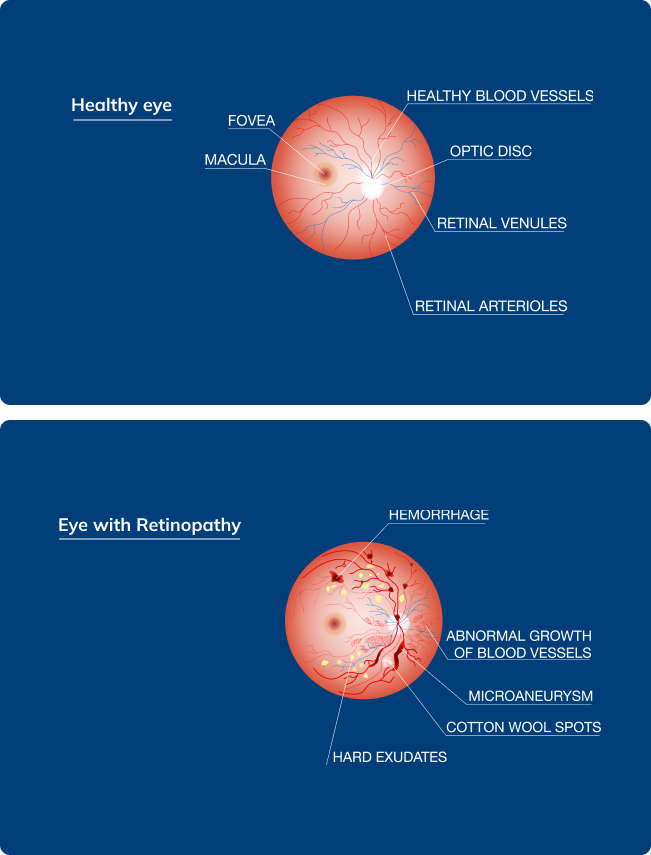 Healthy eye
HEALTHY BLOOD VESSELS
FOVEA
OPTIC DISC
MACULA
RETINAL VENULES
RETINAL ARTERIOLES
Eye with Retinopathy
HEMORRHAGE
ABNORMAL GROWTH
OF BLOOD VESSELS
MICROANEURYSM
COTTON WOOL SPOTS
HARD EXUDATES